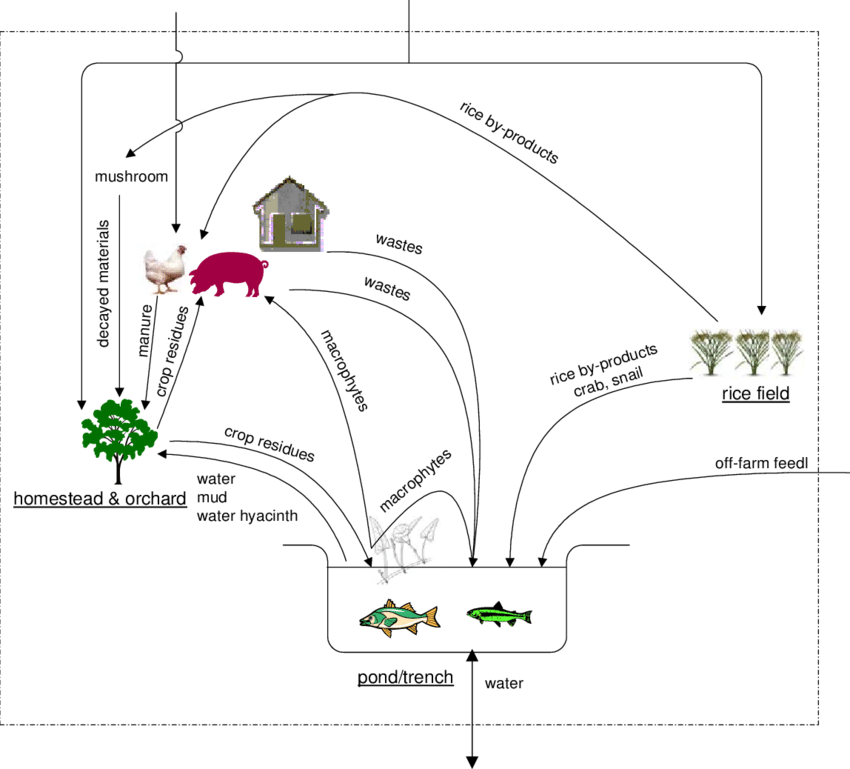 rice by-products
mushroom
decayed materials
wastes
wastes
manure
crop residues
macrophytes
rice by-products
crab, snail
rice field
crop residues
macrophytes
off-farm feedl
water
mud
water hyacinth
homestead & orchard
pond/trench
water